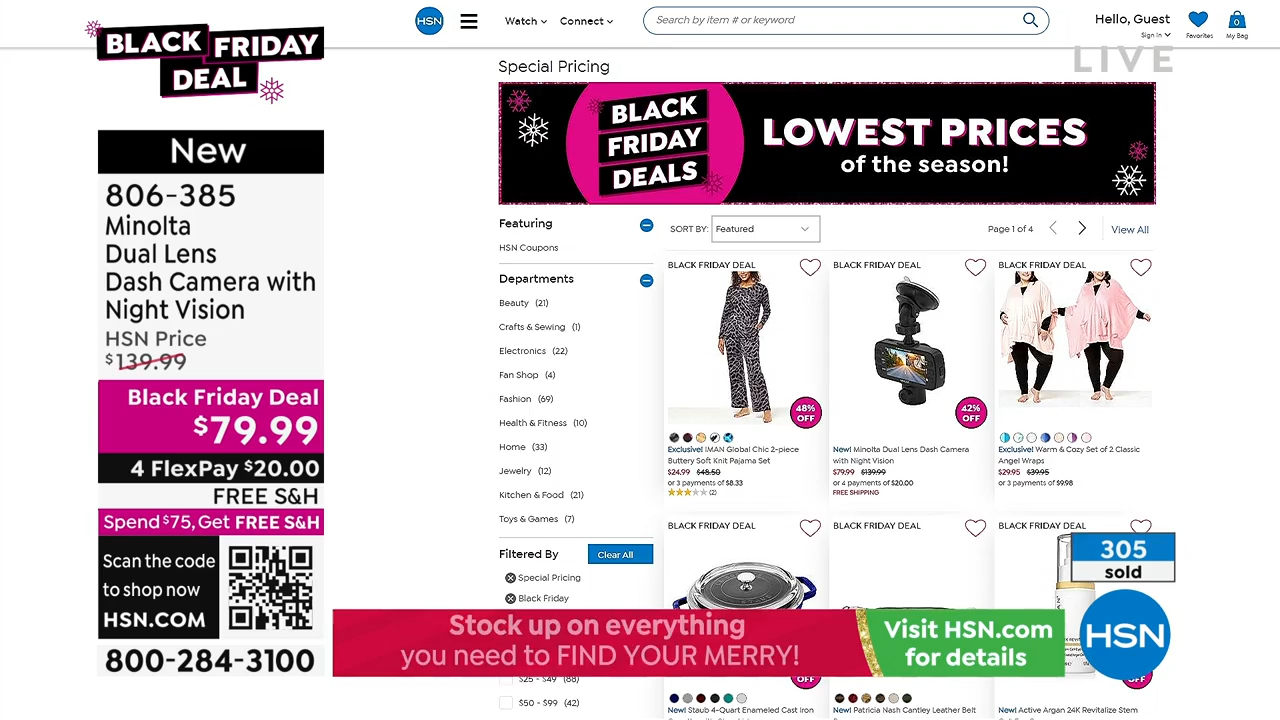 BLACK FRIDAY
DEAL
New
806-385
Minolta
Dual Lens
Dash Camera with
Night Vision
HSN Price
$139.99
Black Friday Deal
$79.99
4 FlexPay $20.00
FREE S&H
Spend $75, Get FREE S&H
Scan the code
to shop now
HSN.COM
800-284-3100
HSN
Watch
Connect
Search by item # or keyword
Hello, Guest
Sign In
Favorites
0
My Bag
LIVE
Special Pricing
BLACK
FRIDAY
DEALS
LOWEST PRICES
of the season!
Featuring
HSN Coupons
Departments
Beauty (21)
Crafts & Sewing (1)
Electronics (22)
Fan Shop (4)
Fashion (69)
Health & Fitness (10)
Home (33)
Jewelry (12)
Kitchen & Food (21)
Toys & Games (7)
Filtered By
Clear All
Special Pricing
Black Friday
$25 - $49 (88)
$50 - $99 (42)
SORT BY:
Featured
Page 1 of 4
View All
BLACK FRIDAY DEAL
48%
OFF
Exclusive! IMAN Global Chic 2-piece
Buttery Soft Knit Pajama Set
$24.99 $48.50
or 3 payments of $8.33
(2)
BLACK FRIDAY DEAL
42%
OFF
New! Minolta Dual Lens Dash Camera
with Night Vision
$79.99 $139.99
or 4 payments of $20.00
FREE SHIPPING
BLACK FRIDAY DEAL
Exclusive! Warm & Cozy Set of 2 Classic
Angel Wraps
$29.95 $39.95
or 3 payments of $9.98
BLACK FRIDAY DEAL
OFF
New! Staub 4-Quart Enameled Cast Iron
BLACK FRIDAY DEAL
New! Patricia Nash Cantley Leather Belt
BLACK FRIDAY DEAL
OFF
New! Active Argan 24K Revitalize Stem
305
sold
Stock up on everything
you need to FIND YOUR MERRY!
Visit HSN.com
for details
HSN